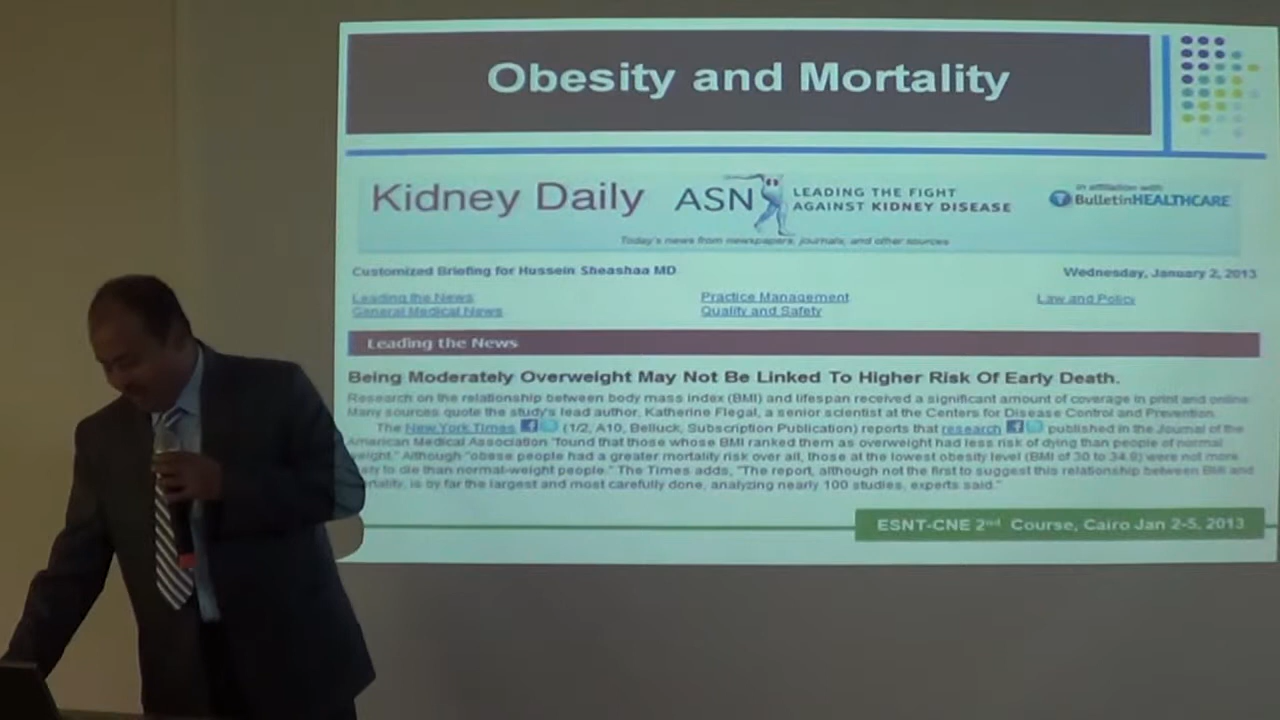 Obesity and Mortality
Kidney Daily
ASN
LEADING THE FIGHT
AGAINST KIDNEY DISEASE
in affiliation with
BulletinHEALTHCARE
Today's news from newspapers, journals, and other sources
Customized Briefing for Hussein Sheashaa MD
Wednesday, January 2, 2013
Leading the News
Practice Management
Law and Policy
General Medical News
Quality and Safety
Leading the News
Being Moderately Overweight May Not Be Linked To Higher Risk Of Early Death.
Research on the relationship between body mass index (BMI) and lifespan received a significant amount of coverage in print and online.
Many sources quote the study's lead author, Katherine Flegal, a senior scientist at the Centers for Disease Control and Prevention.
The New York Times (1/2, A10, Belluck, Subscription Publication) reports that research published in the Journal of the
American Medical Association "found that those whose BMI ranked them as overweight had less risk of dying than people of normal
weight." Although "obese people had a greater mortality risk over all, those at the lowest obesity level (BMI of 30 to 34.9) were not more
to die than normal-weight people." The Times adds, "The report, although not the first to suggest this relationship between BMI and
is by far the largest and most carefully done, analyzing nearly 100 studies, experts said."
ESNT-CNE 2nd Course, Cairo Jan 2-5, 2013